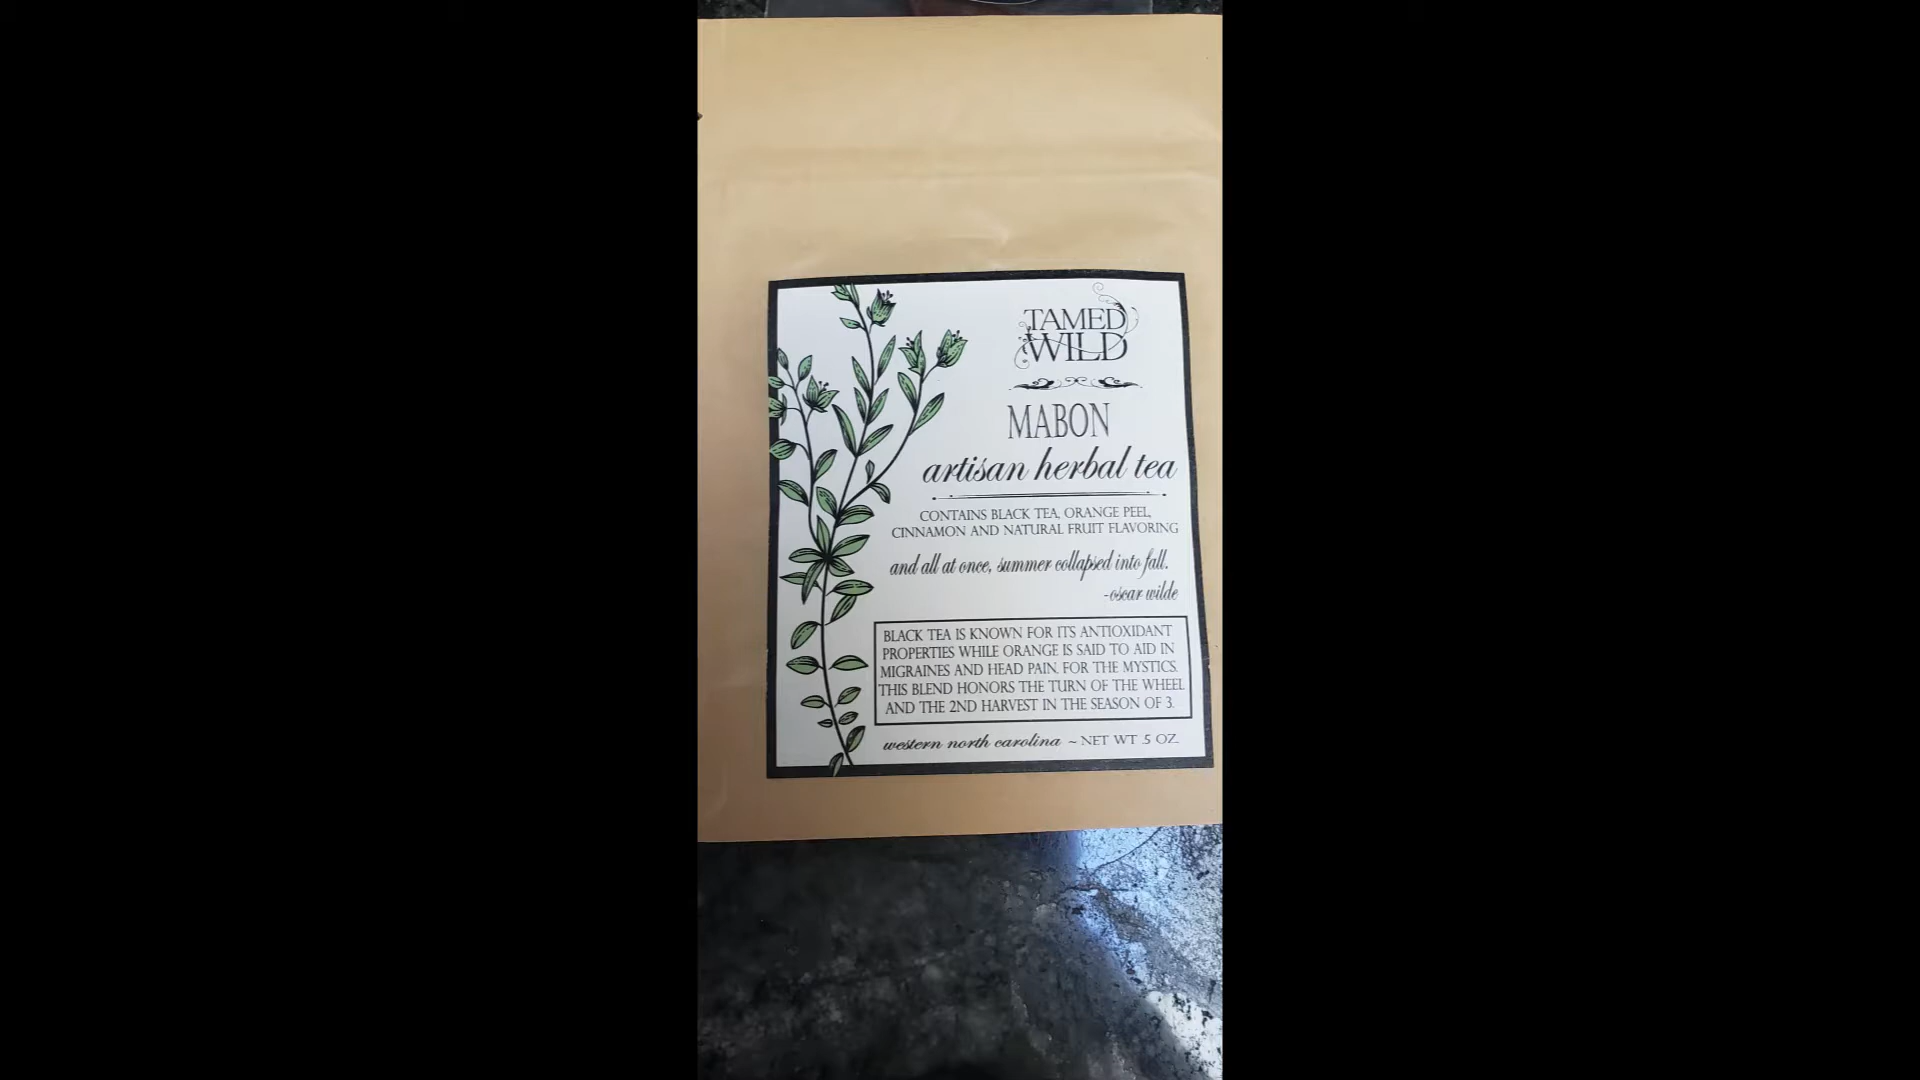 TAMED
WILD
MABON
artisan herbal tea
CONTAINS BLACK TEA, ORANGE PEEL,
CINNAMON AND NATURAL FRUIT FLAVORING
and all at once, summer collapsed into fall.
-oscar wilde
BLACK TEA IS KNOWN FOR ITS ANTIOXIDANT
PROPERTIES WHILE ORANGE IS SAID TO AID IN
MIGRAINES AND HEAD PAIN. FOR THE MYSTICS,
THIS BLEND HONORS THE TURN OF THE WHEEL
AND THE 2ND HARVEST IN THE SEASON OF 3.
western north carolina ~ NET WT .5 OZ.